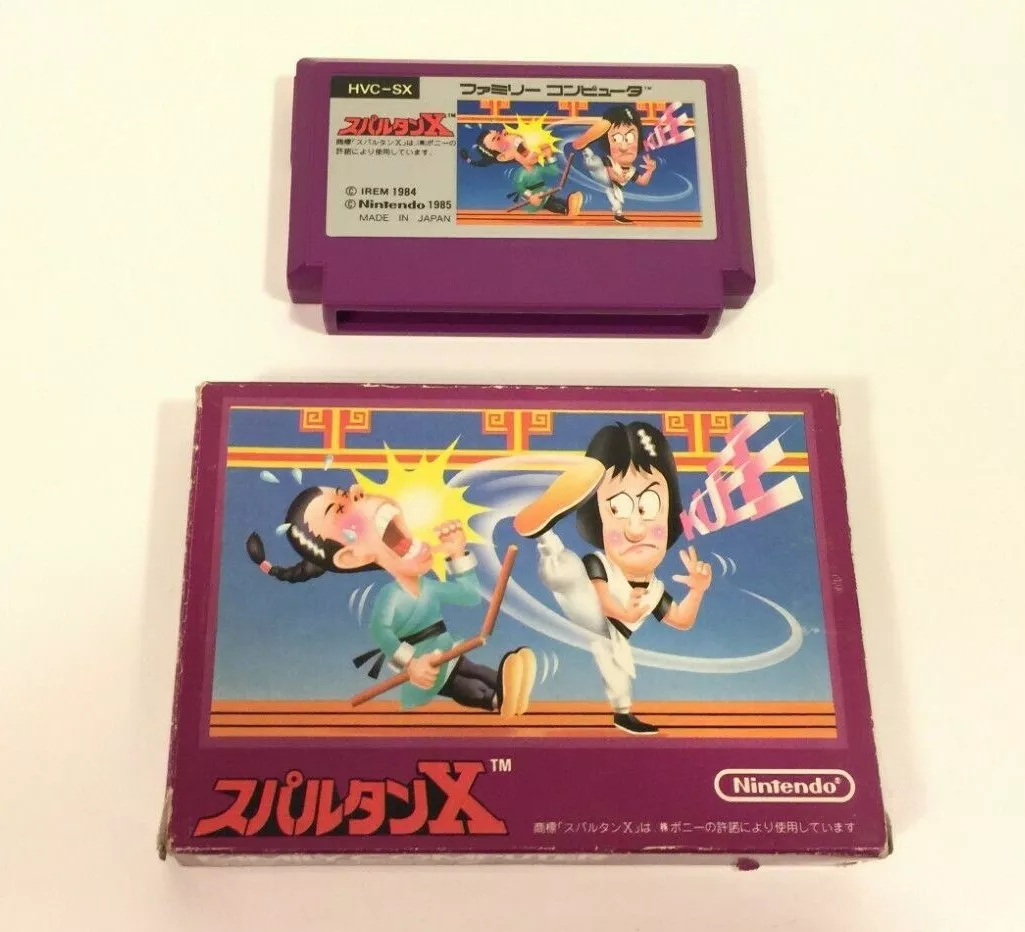 HVC-SX
ファミリー コンピュータ™
スパルタンX™
商標「スパルタンX」は、㈱ポニーの
許諾により使用しています。
© IREM 1984
© Nintendo 1985
MADE IN JAPAN
KUEEE
KUEEE
スパルタンX™
Nintendo®
商標「スパルタンX」は、㈱ポニーの許諾により使用しています